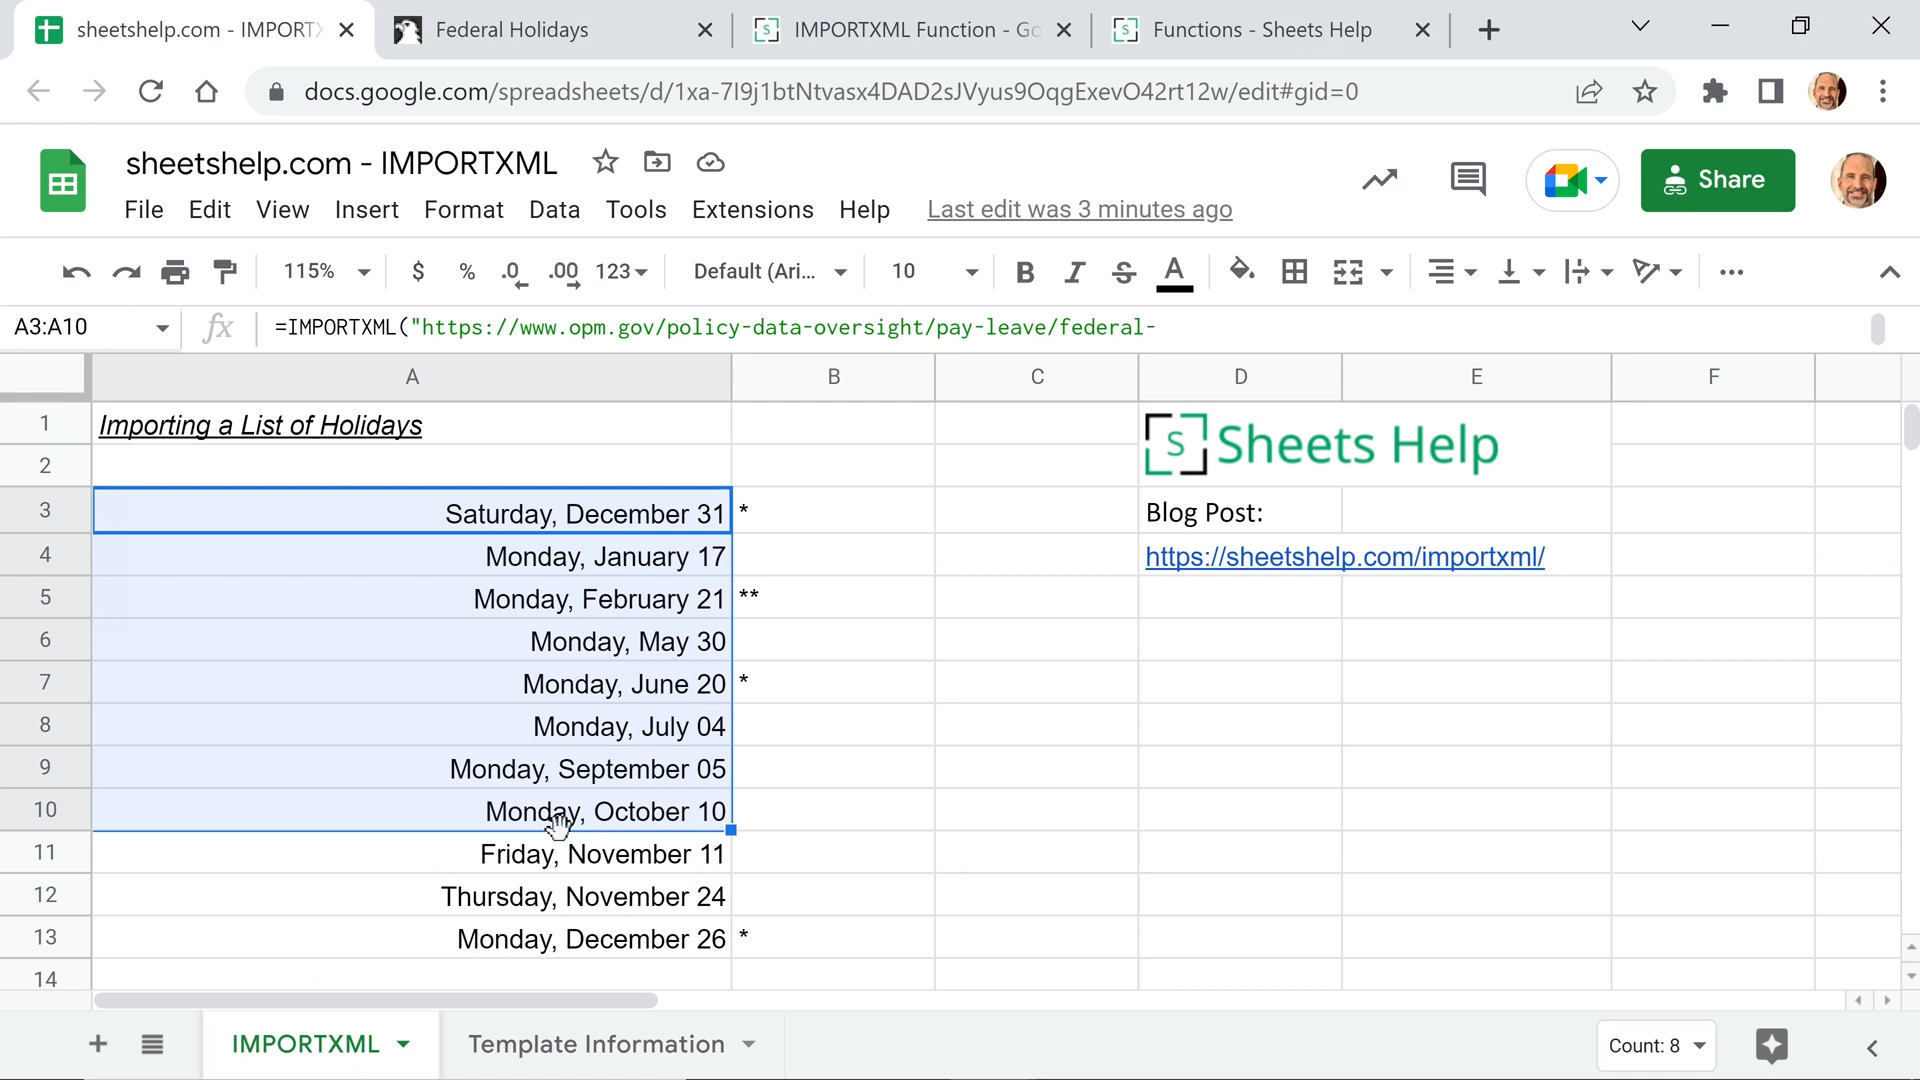 sheetshelp.com - IMPORTX
Federal Holidays
IMPORTXML Function - Go
Functions - Sheets Help
docs.google.com/spreadsheets/d/1xa-7I9j1btNtvasx4DAD2sJVyus9OqgExevO42rt12w/edit#gid=0
sheetshelp.com - IMPORTXML
Share
File Edit View Insert Format Data Tools Extensions Help Last edit was 3 minutes ago
115% $ % .0 .00 123 Default (Ari... 10 B I S A
A3:A10 fx =IMPORTXML("https://www.opm.gov/policy-data-oversight/pay-leave/federal-
A B C D E F
1 Importing a List of Holidays
S Sheets Help
2
3 Saturday, December 31 * Blog Post:
4 Monday, January 17 https://sheetshelp.com/importxml/
5 Monday, February 21 **
6 Monday, May 30
7 Monday, June 20 *
8 Monday, July 04
9 Monday, September 05
10 Monday, October 10
11 Friday, November 11
12 Thursday, November 24
13 Monday, December 26 *
14
IMPORTXML Template Information Count: 8